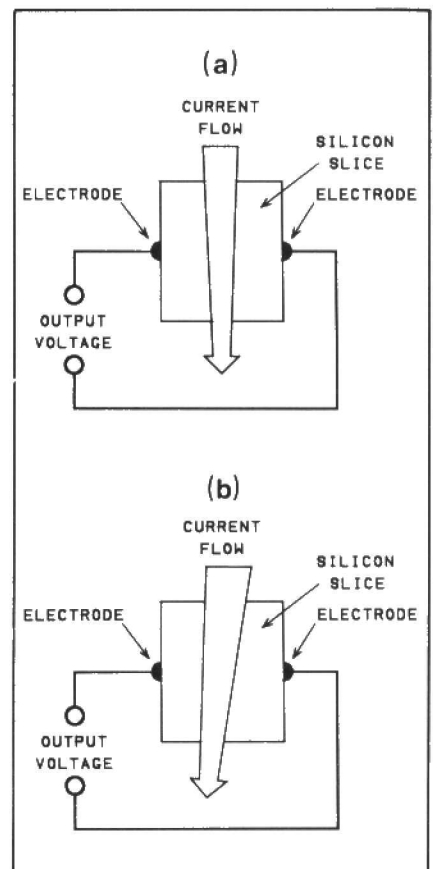 (a)
CURRENT
FLOW
SILICON
SLICE
ELECTRODE
ELECTRODE
OUTPUT
VOLTAGE
(b)
CURRENT
FLOW
SILICON
SLICE
ELECTRODE
ELECTRODE
OUTPUT
VOLTAGE